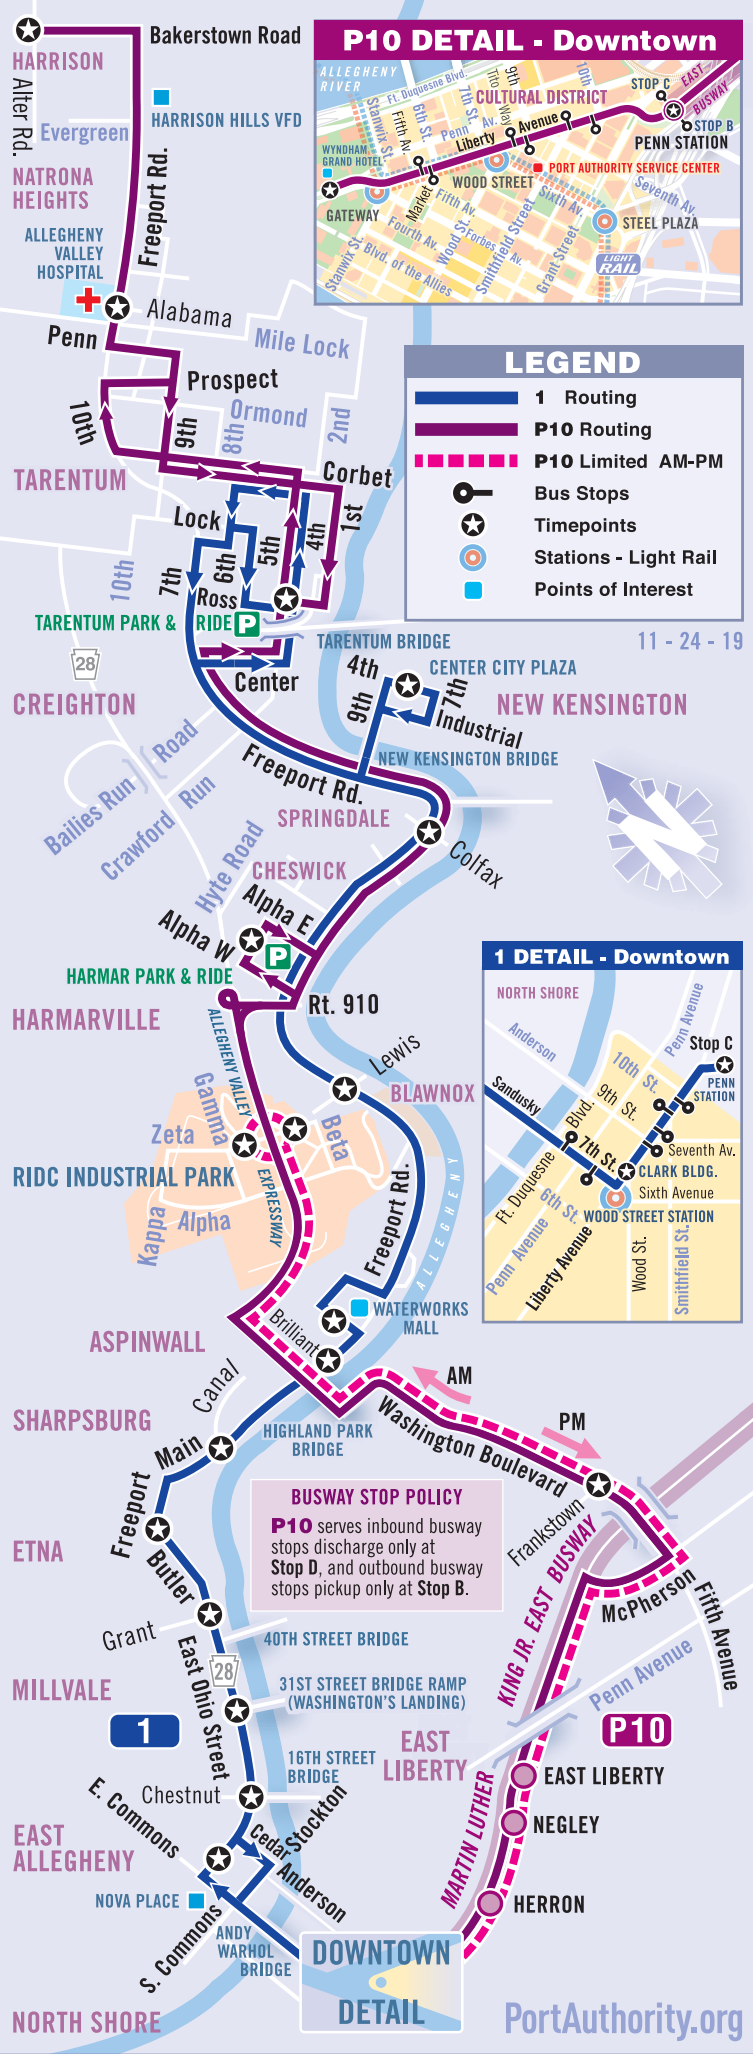 Bakerstown Road
HARRISON
Alter Rd.
HARRISON HILLS VFD
Evergreen
Freeport Rd.
NATRONA
HEIGHTS
ALLEGHENY
VALLEY
HOSPITAL
Alabama
Penn
Mile Lock
Prospect
10th
9th
8th
Ormond
2nd
TARENTUM
Corbet
Lock
1st
4th
5th
6th
7th
10th
Ross
TARENTUM PARK & RIDE P
28
Center
P10 DETAIL - Downtown
ALLEGHENY
RIVER
Ft. Duquesne Blvd.
Stanwix St.
Fifth Av.
6th St.
7th St.
Tito Way
9th
10th
Penn Av.
CULTURAL DISTRICT
STOP C
EAST
BUSWAY
STOP B
PENN STATION
Liberty Avenue
WYNDHAM
GRAND HOTEL
WOOD STREET
PORT AUTHORITY SERVICE CENTER
GATEWAY
Market
Fifth Av.
Sixth Av.
Seventh Av.
Fourth Av.
Wood St.
Forbes Av.
Smithfield Street
Grant Street
STEEL PLAZA
Stanwix St.
Blvd. of the Allies
LIGHT
RAIL
LEGEND
1 Routing
P10 Routing
P10 Limited AM-PM
Bus Stops
Timepoints
Stations - Light Rail
Points of Interest
11 - 24 - 19
TARENTUM BRIDGE
4th
CENTER CITY PLAZA
9th
7th
Industrial
NEW KENSINGTON
CREIGHTON
NEW KENSINGTON BRIDGE
Freeport Rd.
Bailies Run
Road
Crawford Run
SPRINGDALE
Colfax
CHESWICK
Hyte Road
Alpha E
Alpha W
P
HARMAR PARK & RIDE
HARMARVILLE
Rt. 910
N
ALLEGHENY VALLEY
EXPRESSWAY
Lewis
BLAWNOX
Gamma
Beta
Zeta
RIDC INDUSTRIAL PARK
Kappa
Alpha
Freeport Rd.
ALLEGHENY
WATERWORKS
MALL
Brilliant
ASPINWALL
1 DETAIL - Downtown
NORTH SHORE
Penn Avenue
Anderson
Stop C
10th St.
PENN
STATION
Sandusky
9th St.
Blvd.
7th St.
Seventh Av.
CLARK BLDG.
Ft. Duquesne
6th St.
Sixth Avenue
WOOD STREET STATION
Penn Avenue
Liberty Avenue
Wood St.
Smithfield St.
Canal
AM
PM
SHARPSBURG
Main
HIGHLAND PARK
BRIDGE
Washington Boulevard
BUSWAY STOP POLICY
P10 serves inbound busway
stops discharge only at
Stop D, and outbound busway
stops pickup only at Stop B.
Frankstown
Freeport
ETNA
Butler
McPherson
Fifth Avenue
Grant
40TH STREET BRIDGE
28
East Ohio Street
MILLVALE
31ST STREET BRIDGE RAMP
(WASHINGTON'S LANDING)
MARTIN LUTHER
KING JR. EAST BUSWAY
Penn Avenue
1
P10
EAST
LIBERTY
16TH STREET
BRIDGE
EAST LIBERTY
Chestnut
NEGLEY
E. Commons
Cedar
Stockton
EAST
ALLEGHENY
Anderson
NOVA PLACE
HERRON
S. Commons
ANDY
WARHOL
BRIDGE
DOWNTOWN
DETAIL
NORTH SHORE
PortAuthority.org